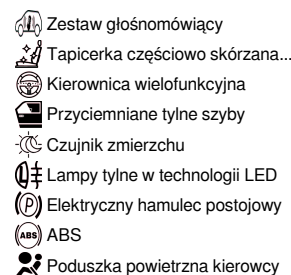 Zestaw głośnomówiący
Tapicerka częściowo skórzana...
Kierownica wielofunkcyjna
Przyciemniane tylne szyby
Czujnik zmierzchu
Lampy tylne w technologii LED
(P) Elektryczny hamulec postojowy
(ABS) ABS
Poduszka powietrzna kierowcy